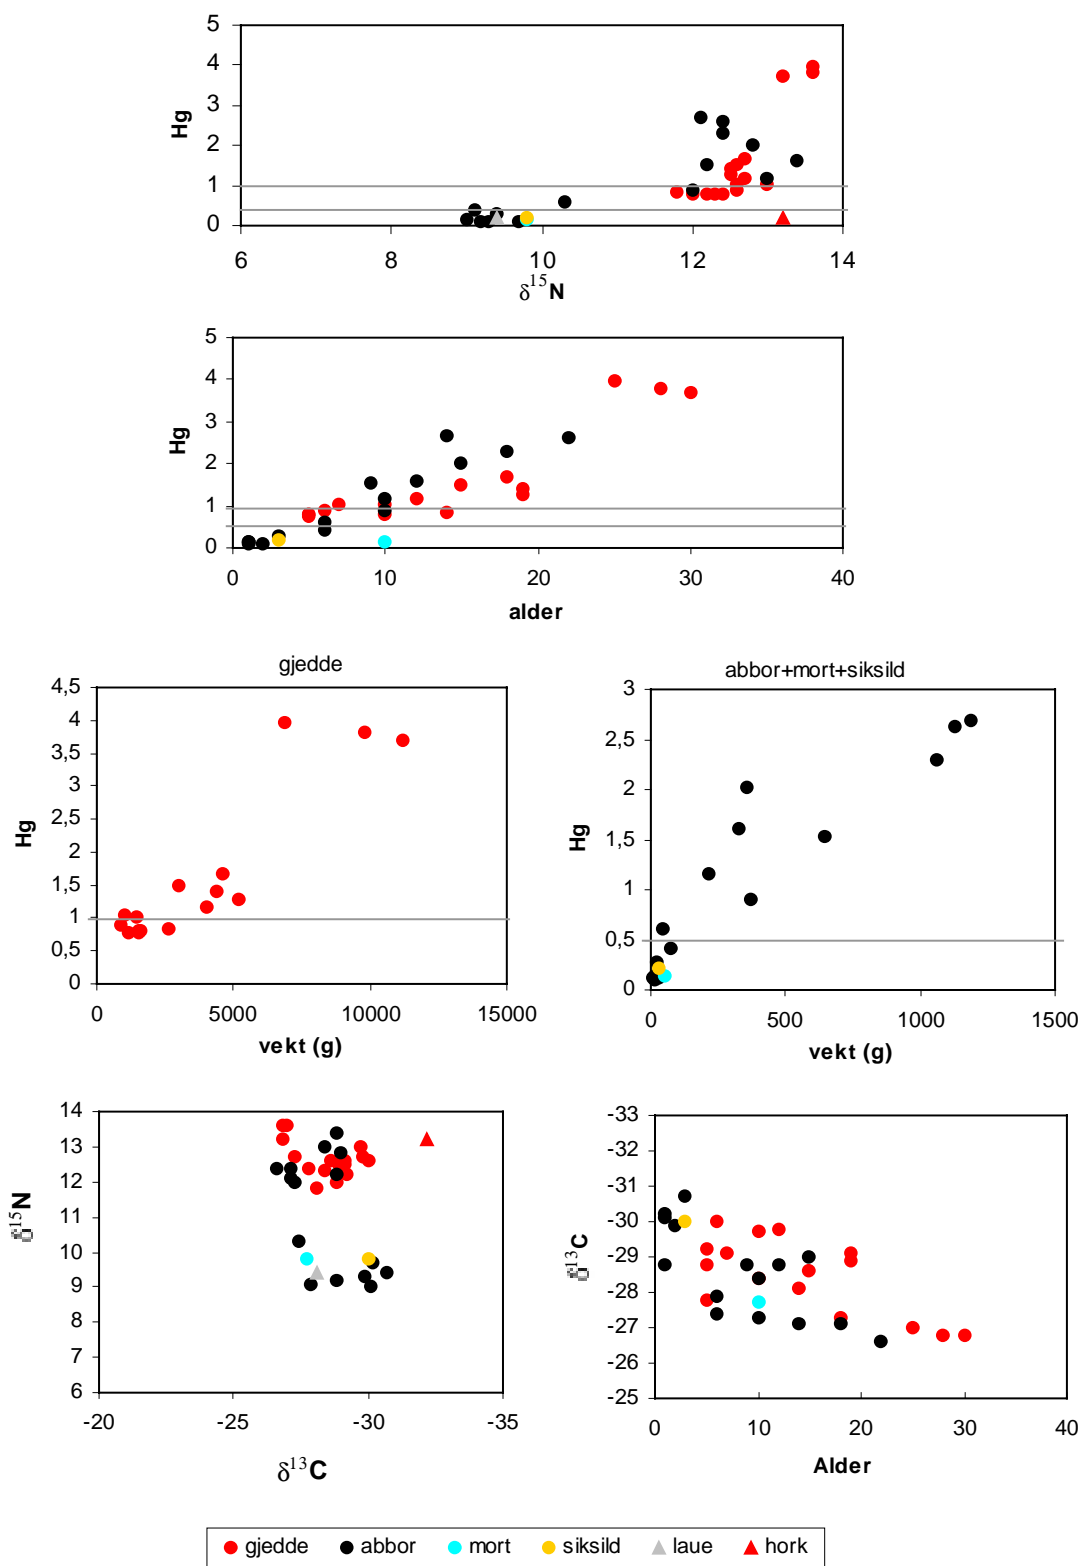 5
4
3
2
1
0
Hg
6 8 10 12 14
δ15N
5
4
3
2
1
0
Hg
0 10 20 30 40
alder
gjedde
4,5
4
3,5
3
2,5
2
1,5
1
0,5
0
Hg
0 5000 10000 15000
vekt (g)
abbor+mort+siksild
3
2,5
2
1,5
1
0,5
0
Hg
0 500 1000 1500
vekt (g)
14
13
12
11
10
9
8
7
6
δ15N
-20 -25 -30 -35
δ13C
-33
-31
-30
-29
-28
-27
-26
-25
δ13C
0 10 20 30 40
Alder
gjedde abbor mort siksild laue hork